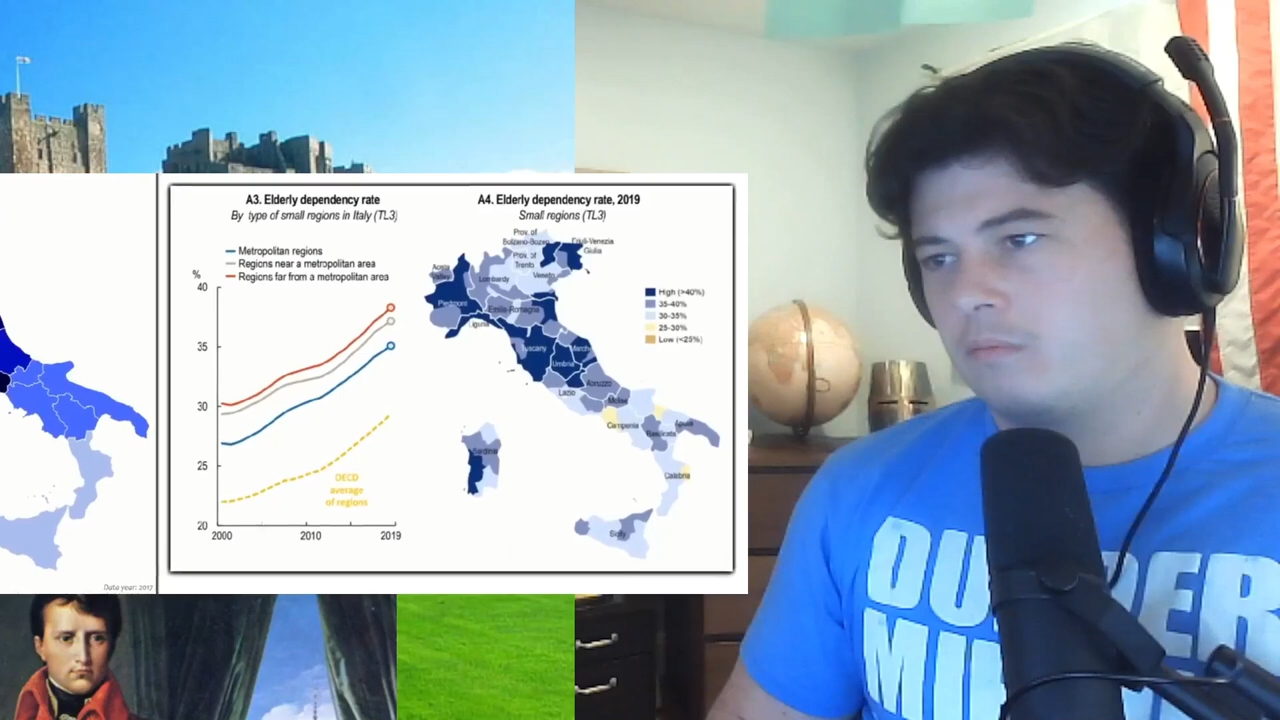 A3. Elderly dependency rate
By type of small regions in Italy (TL3)
Metropolitan regions
Regions near a metropolitan area
Regions far from a metropolitan area
%
40
35
30
25
20
2000
2010
2019
OECD
average
of regions
A4. Elderly dependency rate, 2019
Small regions (TL3)
Prov. of
Bulzano-Bozen
Friuli-Venezia
Giulia
Prov. of
Trento
Aosta
Valley
Lombardy
Veneto
Piedmont
Emilia-Romagna
Liguria
Tuscany
Marche
Umbria
Abruzzo
Lazio
Molise
Campania
Apulia
Basilicata
Sardinia
Calabria
Sicily
High (>40%)
35-40%
30-35%
25-30%
Low (<25%)
Data year: 2017